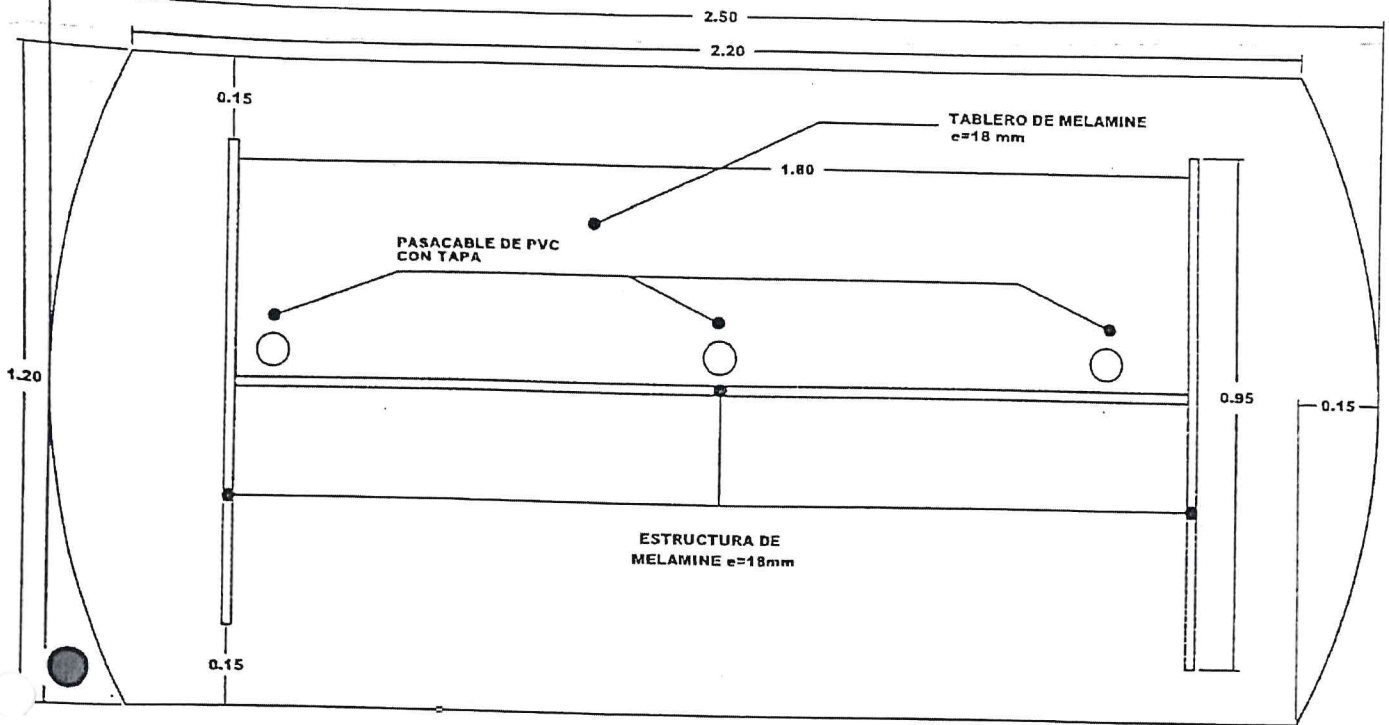 2.50
2.20
0.15
TABLERO DE MELAMINE
e=18 mm
1.80
PASACABLE DE PVC
CON TAPA
1.20
0.95
0.15
ESTRUCTURA DE
MELAMINE e=18mm
0.15